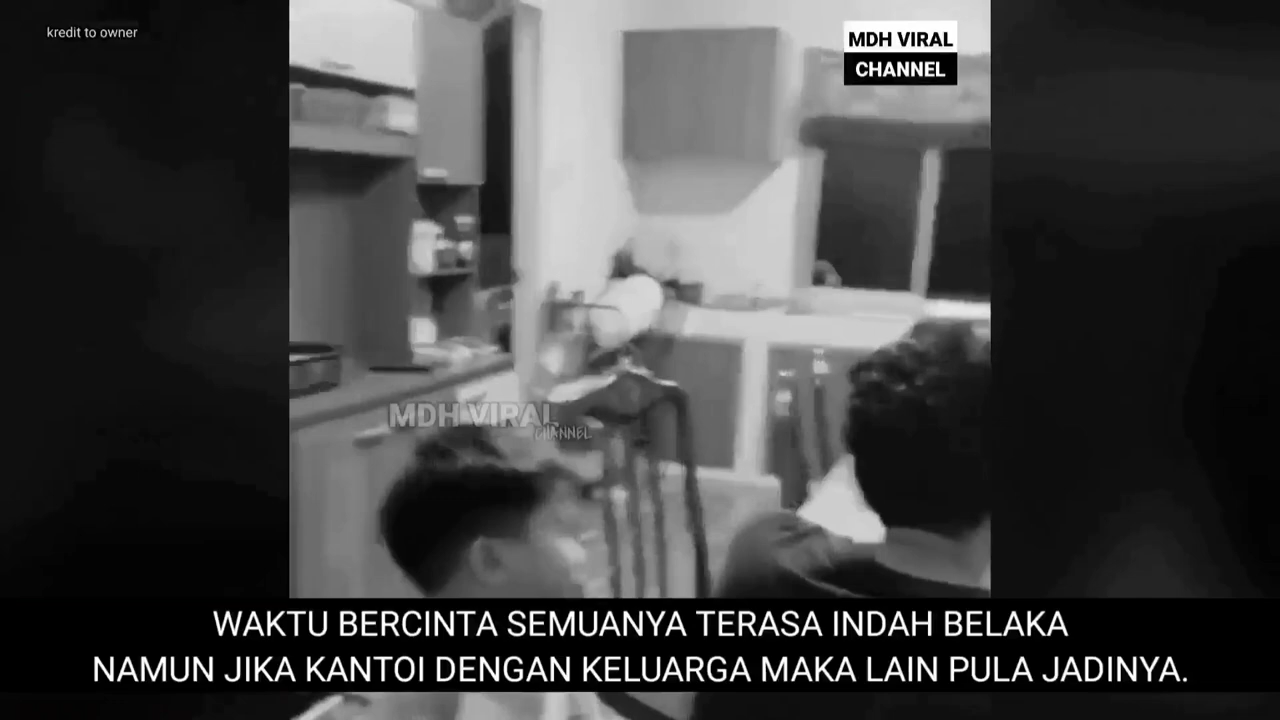 kredit to owner
MDH VIRAL
CHANNEL
MDH VIRAL
CHANNEL
WAKTU BERCINTA SEMUANYA TERASA INDAH BELAKA
NAMUN JIKA KANTOI DENGAN KELUARGA MAKA LAIN PULA JADINYA.